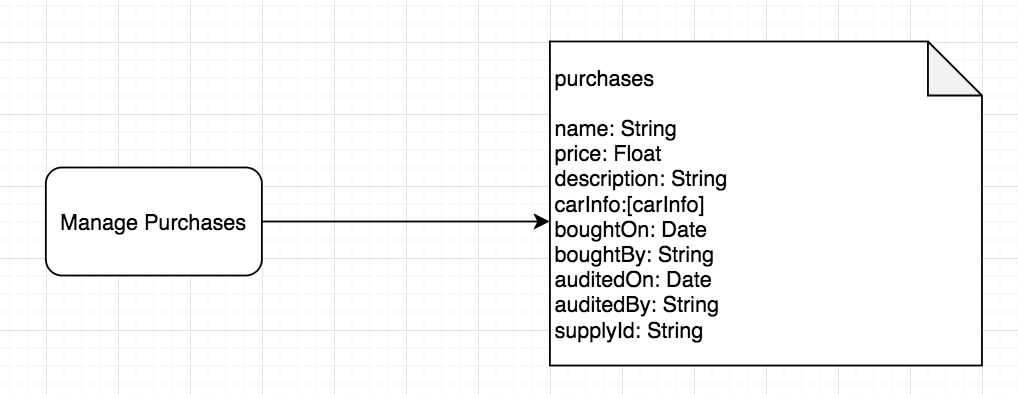 Manage Purchases
purchases
name: String
price: Float
description: String
carInfo:[carInfo]
boughtOn: Date
boughtBy: String
auditedOn: Date
auditedBy: String
supplyId: String